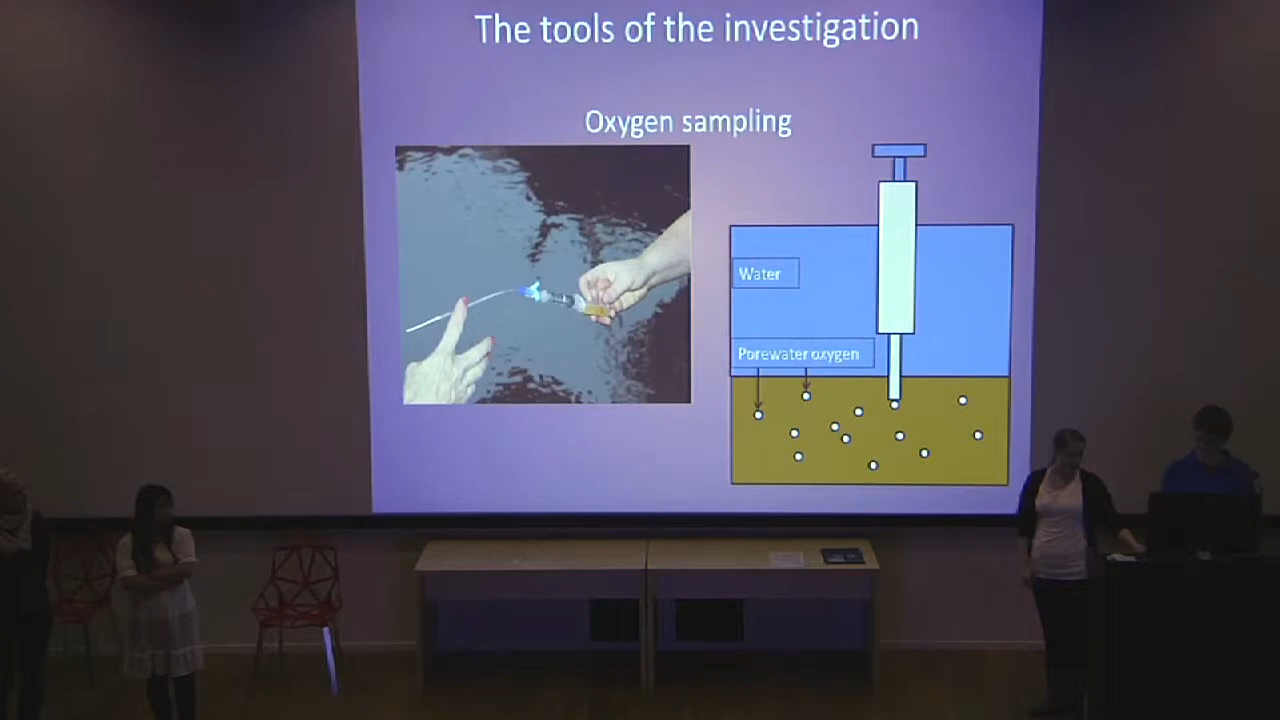 The tools of the investigation
Oxygen sampling
Water
Porewater oxygen